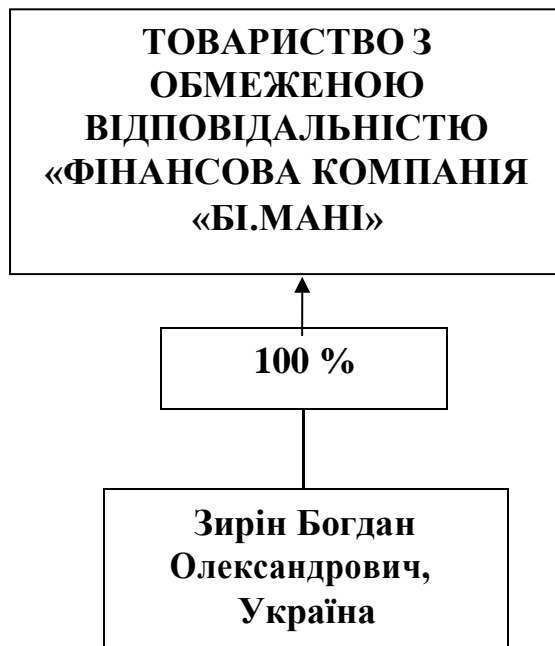 ТОВАРИСТВО З
ОБМЕЖЕНОЮ
ВІДПОВІДАЛЬНІСТЮ
«ФІНАНСОВА КОМПАНІЯ
«БІ.МАНІ»
100 %
Зирін Богдан
Олександрович,
Україна